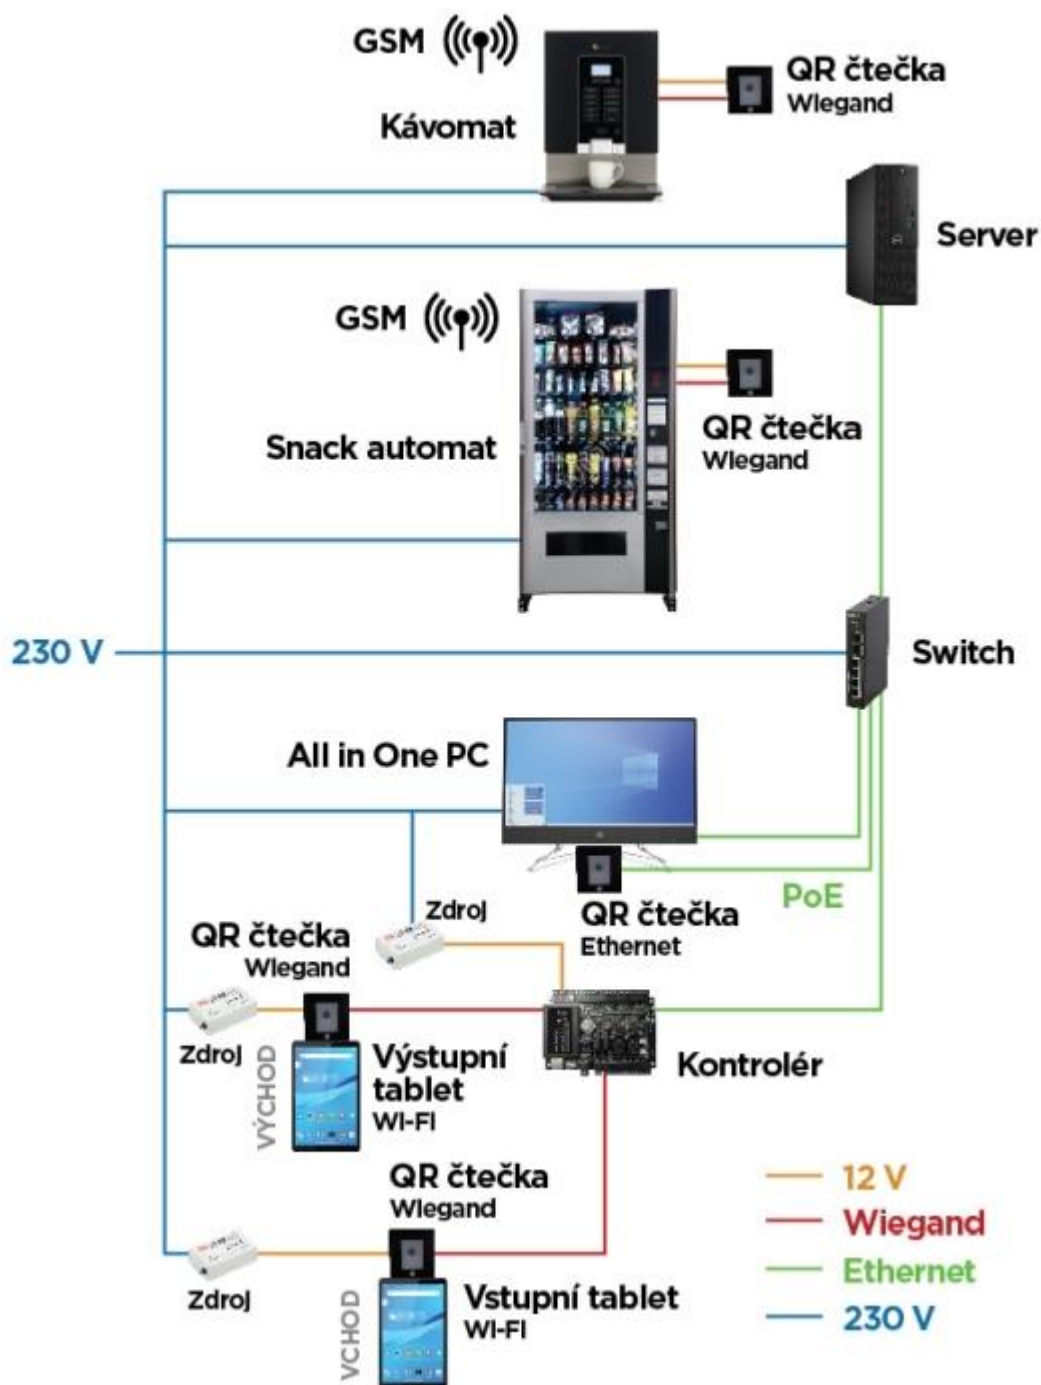 GSM
QR čtečka
Wiegand
Kávomat
Server
GSM
QR čtečka
Wiegand
Snack automat
230 V
Switch
All in One PC
PoE
Zdroj
QR čtečka
Ethernet
QR čtečka
Wiegand
Zdroj
VÝCHOD
Výstupní
tablet
Wi-Fi
Kontrolér
QR čtečka
Wiegand
12 V
Wiegand
Ethernet
230 V
Zdroj
VCHOD
Vstupní tablet
Wi-Fi